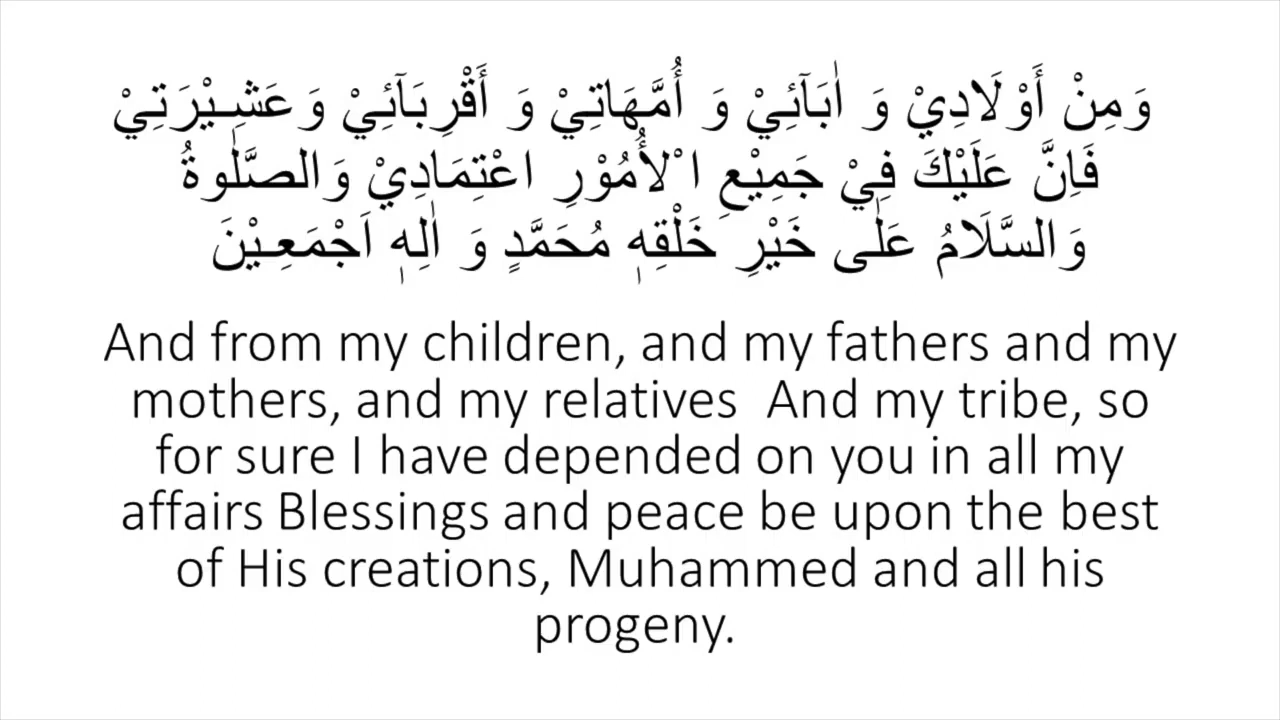 وَمِنْ أَوْلَادِيْ وَ اٰبَآئِيْ وَ أُمَّهَاتِيْ وَ أَقْرِبَآئِيْ وَعَشِيْرَتِيْ
فَاِنَّ عَلَيْكَ فِيْ جَمِيْعِ الْأُمُوْرِ اعْتِمَادِيْ وَالصَّلٰوةُ
وَالسَّلَامُ عَلٰى خَيْرِ خَلْقِهٖ مُحَمَّدٍ وَ اٰلِهٖ اَجْمَعِيْنَ
And from my children, and my fathers and my
mothers, and my relatives  And my tribe, so
for sure I have depended on you in all my
affairs Blessings and peace be upon the best
of His creations, Muhammed and all his
progeny.